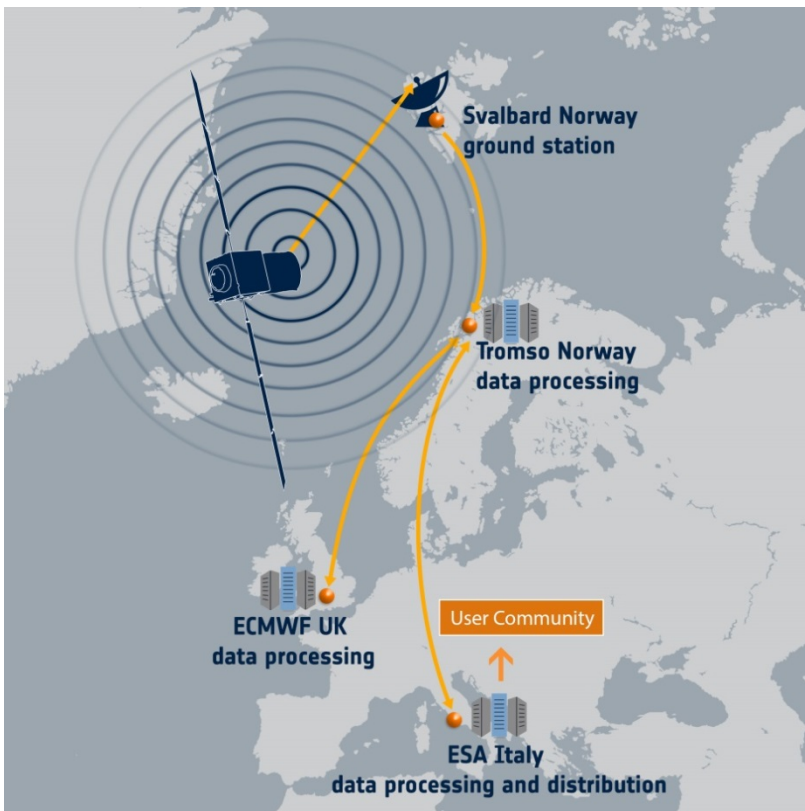 Svalbard Norway
ground station
Tromso Norway
data processing
ECMWF UK
data processing
User Community
ESA Italy
data processing and distribution